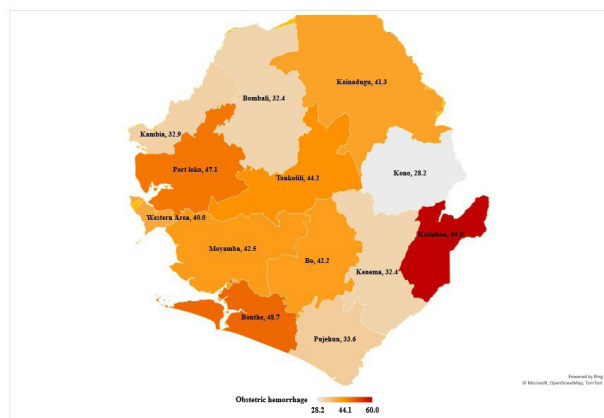 Koinadugu, 41.3
Bombali, 32.4
Kambia, 32.9
Port loko, 47.1
Tonkolili, 44.2
Kono, 28.2
Western Area, 40.0
Kailahun, 60.0
Moyamba, 42.5
Bo, 42.2
Kenema, 32.4
Bonthe, 48.7
Pujehun, 33.6
Powered by Bing
© Microsoft, OpenStreetMap, TomTom
Obstetric hemorrhage
28.2 44.1 60.0